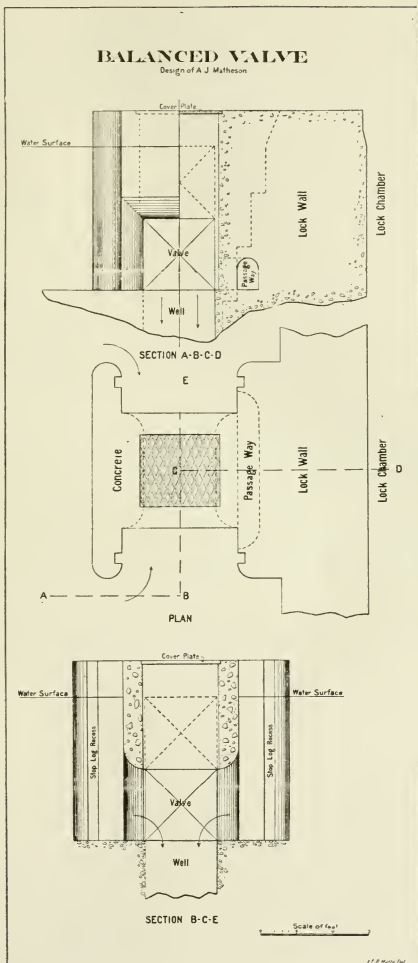 BALANCED VALVE
Design of A J Matheson
Cover Plate
Water Surface
Lock Wall
Lock Chamber
Valve
Passage Way
Well
SECTION A-B-C-D
E
Concrete
C
Passage Way
Lock Wall
D
Lock Chamber
A
B
PLAN
Cover Plate
Water Surface
Water Surface
Stop Log Recess
Stop Log Recess
Valve
Well
SECTION B-C-E
Scale of feet